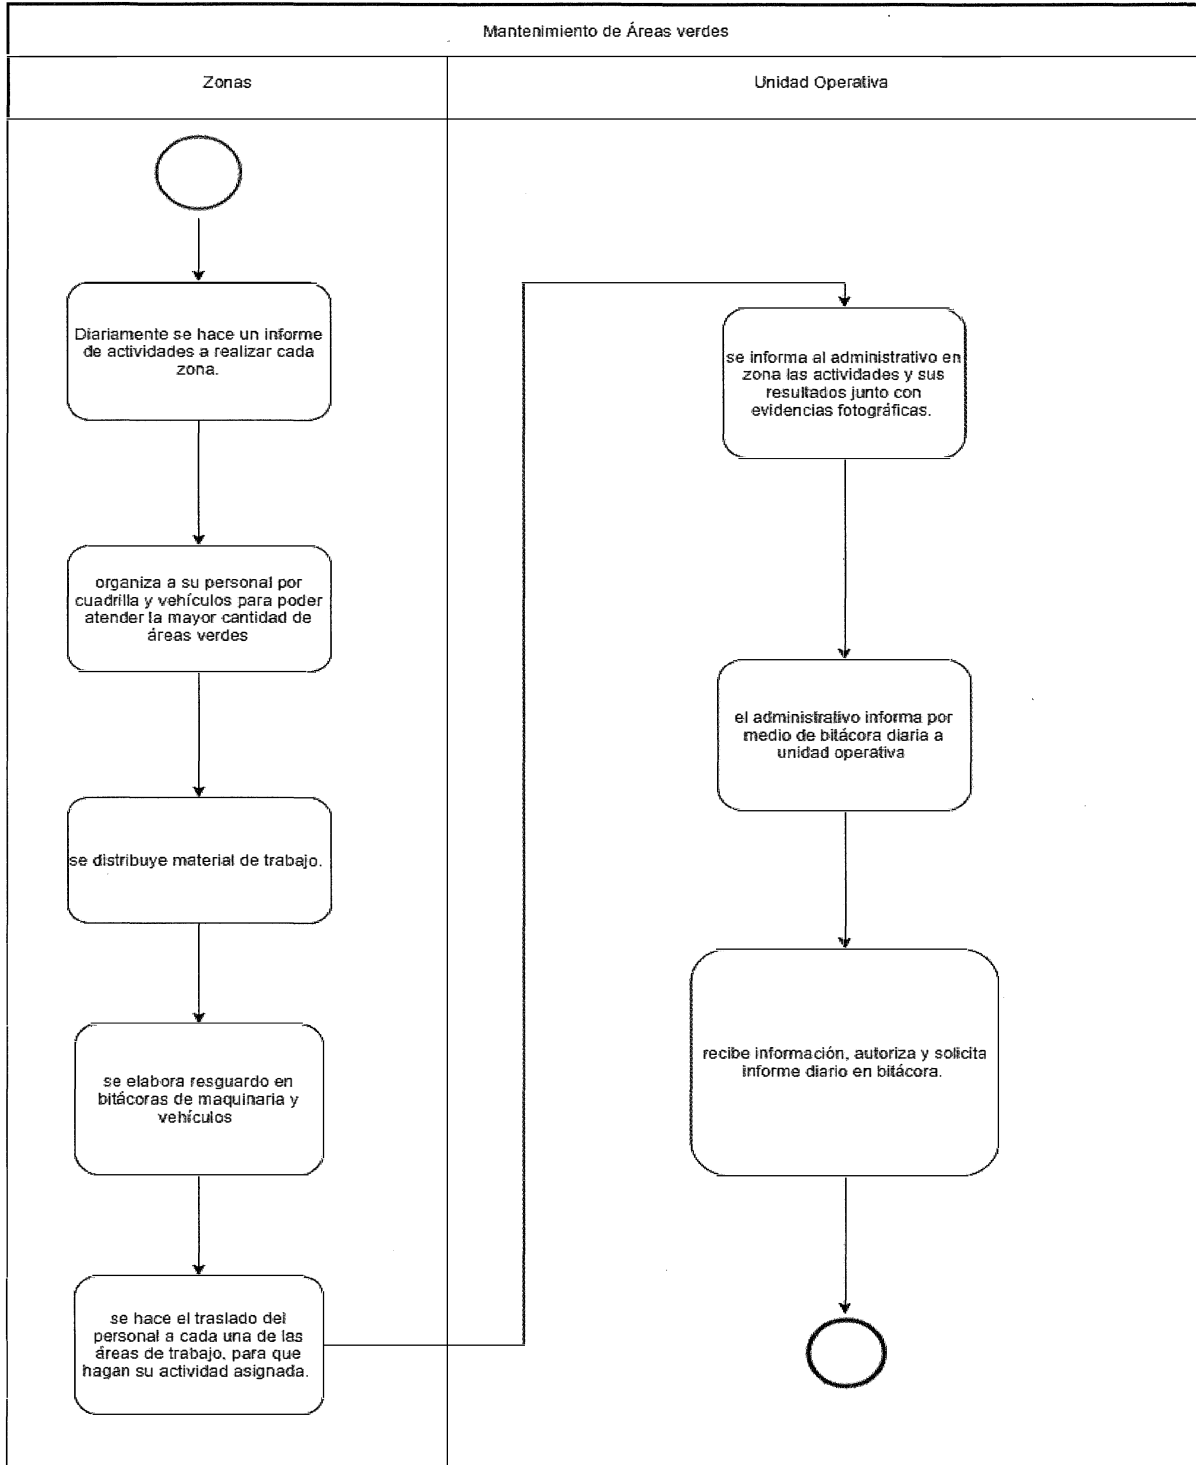 Mantenimiento de Áreas verdes
Zonas
Unidad Operativa
Diariamente se hace un informe
de actividades a realizar cada
zona.
organiza a su personal por
cuadrilla y vehículos para poder
atender la mayor cantidad de
áreas verdes
se distribuye material de trabajo.
se elabora resguardo en
bitácoras de maquinaria y
vehículos
se hace el traslado del
personal a cada una de las
áreas de trabajo, para que
hagan su actividad asignada.
se informa al administrativo en
zona las actividades y sus
resultados junto con
evidencias fotográficas.
el administrativo informa por
medio de bitácora diaria a
unidad operativa
recibe información, autoriza y solicita
informe diario en bitácora.